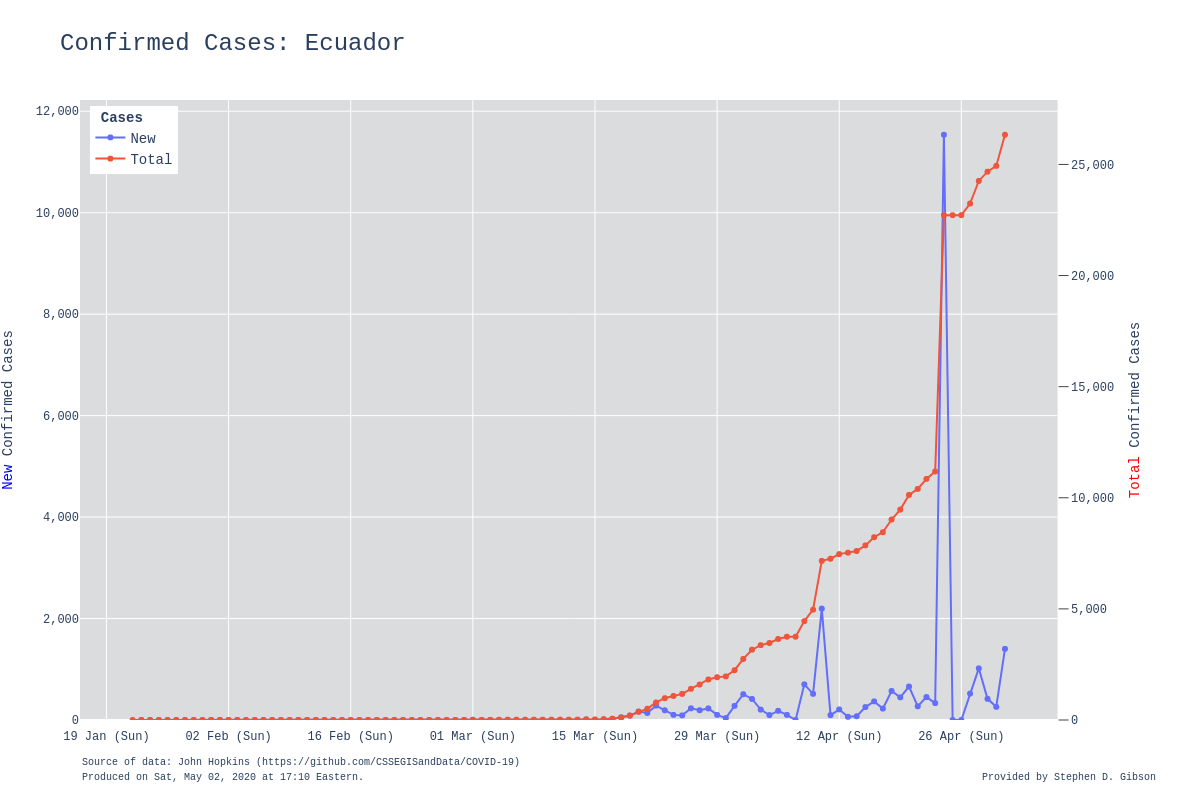 Confirmed Cases: Ecuador
Cases
New
Total
12,000
10,000
8,000
6,000
4,000
2,000
0
25,000
20,000
15,000
10,000
5,000
0
New Confirmed Cases
Total Confirmed Cases
19 Jan (Sun) 02 Feb (Sun) 16 Feb (Sun) 01 Mar (Sun) 15 Mar (Sun) 29 Mar (Sun) 12 Apr (Sun) 26 Apr (Sun)
Source of data: John Hopkins (https://github.com/CSSEGISandData/COVID-19)
Produced on Sat, May 02, 2020 at 17:10 Eastern.
Provided by Stephen D. Gibson